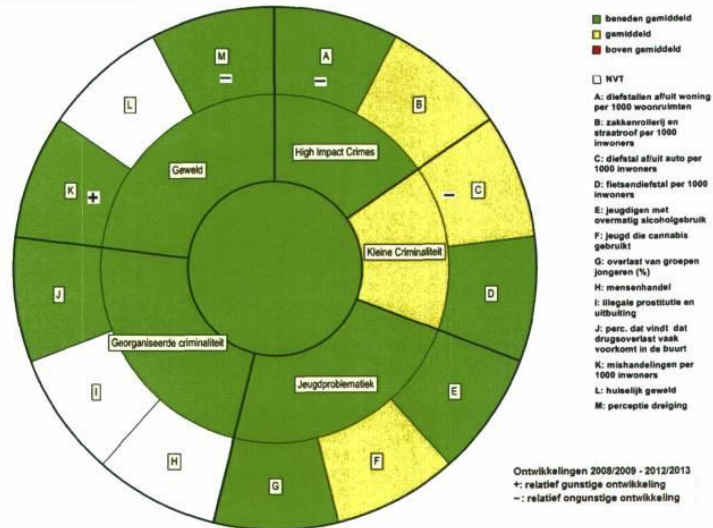 M
A
L
B
Geweld
High Impact Crimes
K
+
−
−
−
C
Kleine Criminaliteit
J
D
Georganiseerde criminaliteit
Jeugdproblematiek
I
E
H
F
G
beneden gemiddeld
gemiddeld
boven gemiddeld
NVT
A: diefstallen af/uit woning
per 1000 woonruimten
B: zakkenrollerij en
straatroof per 1000
inwoners
C: diefstal af/uit auto per
1000 inwoners
D: fietsendiefstal per 1000
inwoners
E: jeugdigen met
overmatig alcoholgebruik
F: jeugd die cannabis
gebruikt
G: overlast van groepen
jongeren (%)
H: mensenhandel
I: illegale prostitutie en
uitbuiting
J: perc. dat vindt dat
drugsoverlast vaak
voorkomt in de buurt
K: mishandelingen per
1000 inwoners
L: huiselijk geweld
M: perceptie dreiging
Ontwikkelingen 2008/2009 - 2012/2013
+: relatief gunstige ontwikkeling
−: relatief ongunstige ontwikkeling